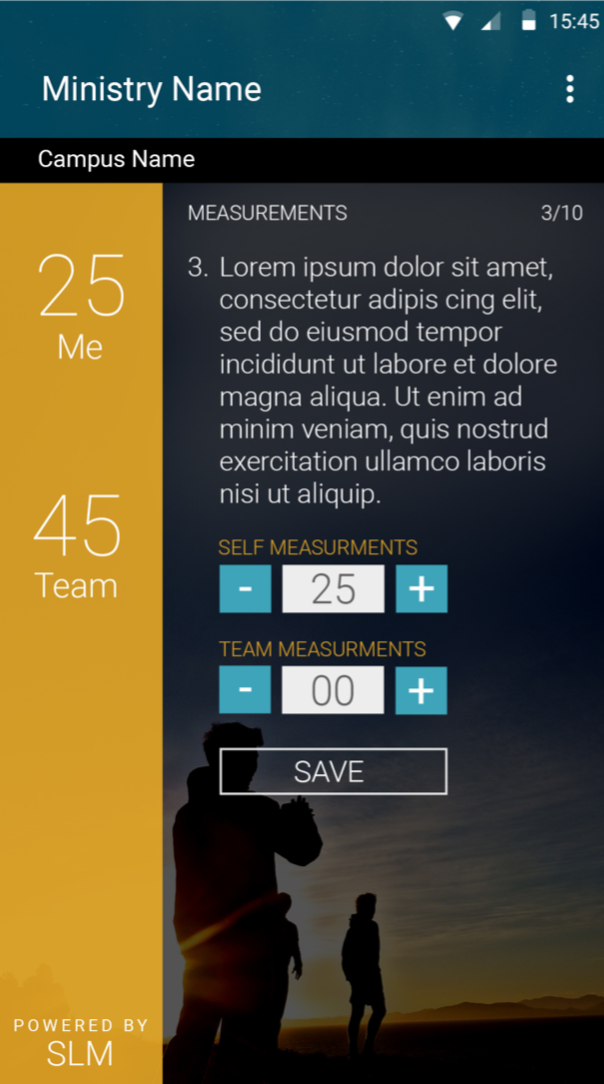 15:45
Ministry Name
Campus Name
25
Me
45
Team
POWERED BY
SLM
MEASUREMENTS 3/10
3. Lorem ipsum dolor sit amet,
consectetur adipis cing elit,
sed do eiusmod tempor
incididunt ut labore et dolore
magna aliqua. Ut enim ad
minim veniam, quis nostrud
exercitation ullamco laboris
nisi ut aliquip.
SELF MEASURMENTS
- 25 +
TEAM MEASURMENTS
- 00 +
SAVE